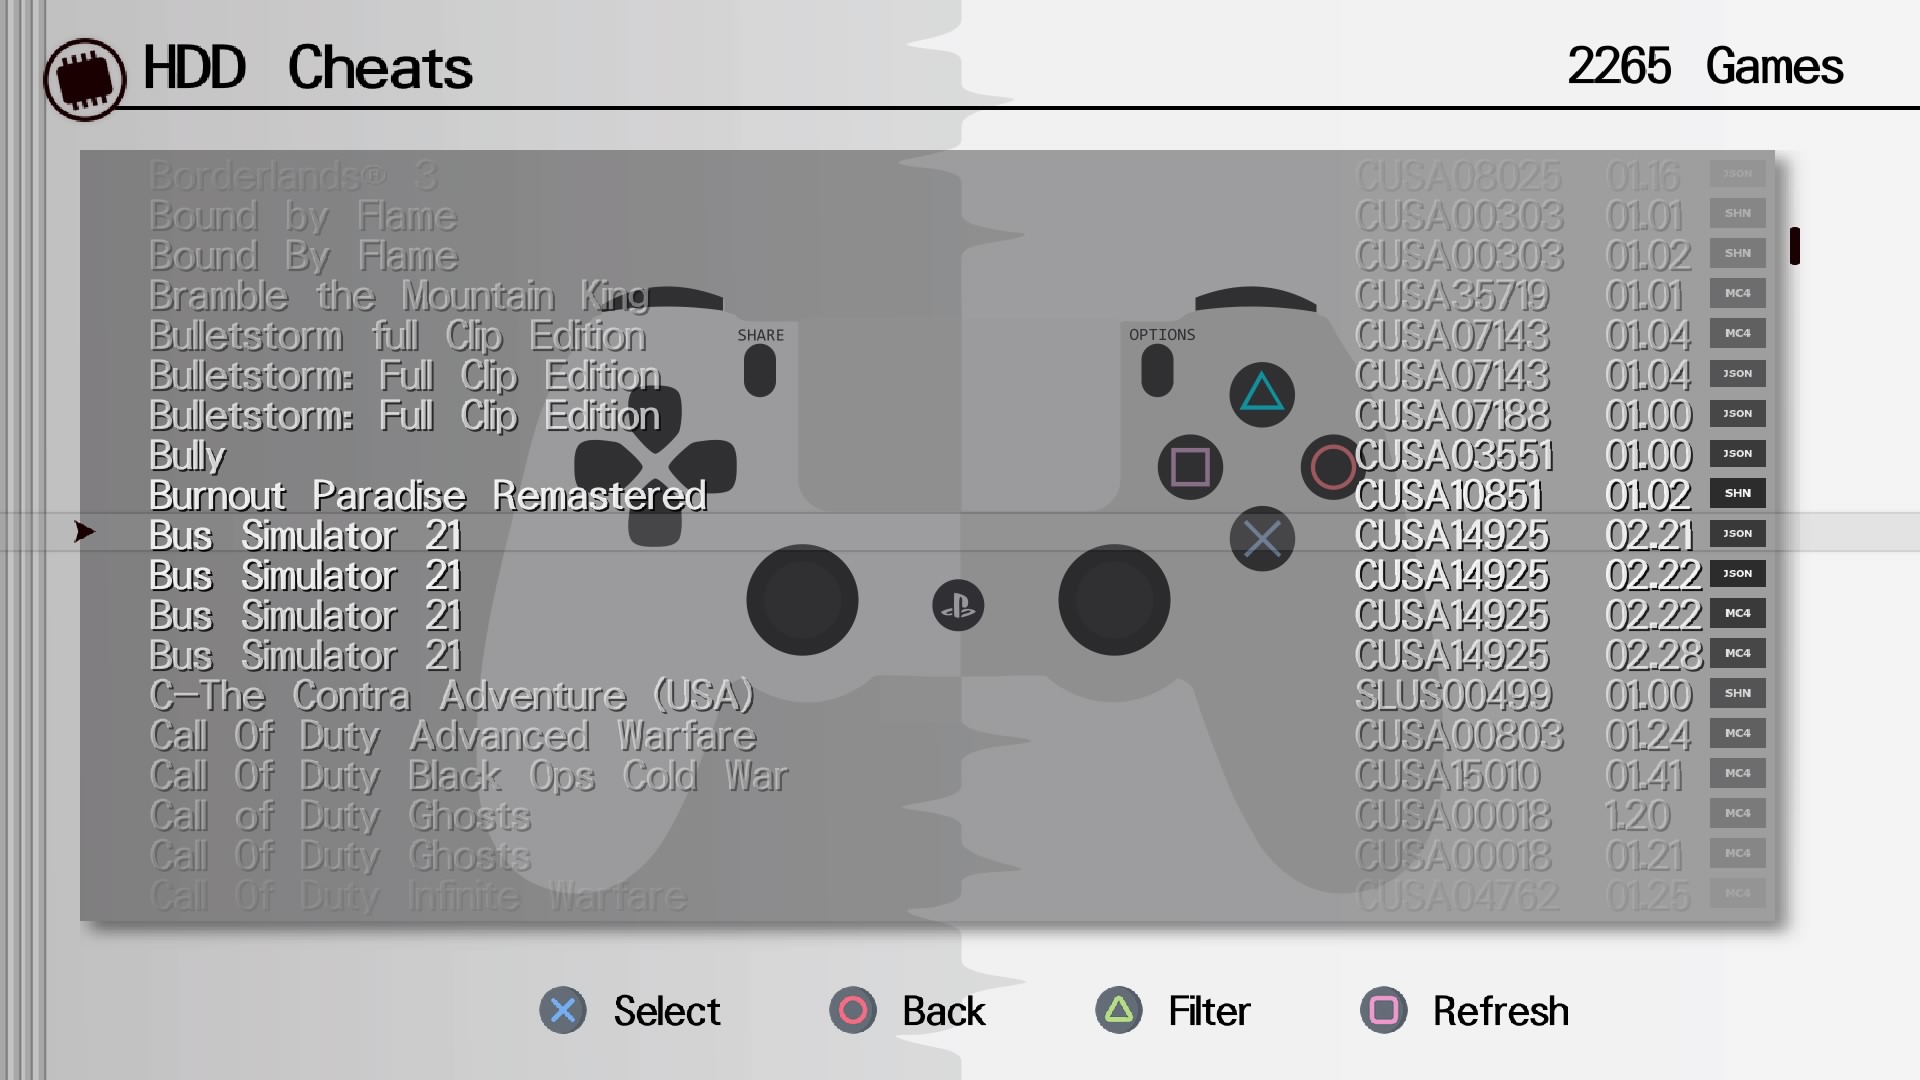 HDD Cheats
2265 Games
Borderlands® 3 CUSA08025 01.16 JSON
Bound by Flame CUSA00303 01.01 SHN
Bound By Flame CUSA00303 01.02 SHN
Bramble the Mountain King CUSA35719 01.01 MC4
SHARE
OPTIONS
Bulletstorm full Clip Edition CUSA07143 01.04 MC4
Bulletstorm: Full Clip Edition CUSA07143 01.04 JSON
Bulletstorm: Full Clip Edition CUSA07188 01.00 JSON
Bully CUSA03551 01.00 JSON
Burnout Paradise Remastered CUSA10851 01.02 SHN
Bus Simulator 21 CUSA14925 02.21 JSON
Bus Simulator 21 CUSA14925 02.22 JSON
Bus Simulator 21 CUSA14925 02.22 MC4
Bus Simulator 21 CUSA14925 02.28 MC4
C-The Contra Adventure (USA) SLUS00499 01.00 SHN
Call Of Duty Advanced Warfare CUSA00803 01.24 MC4
Call Of Duty Black Ops Cold War CUSA15010 01.41 MC4
Call of Duty Ghosts CUSA00018 1.20 MC4
Call Of Duty Ghosts CUSA00018 01.21 MC4
Call Of Duty Infinite Warfare CUSA04762 01.25 MC4
Select Back Filter Refresh